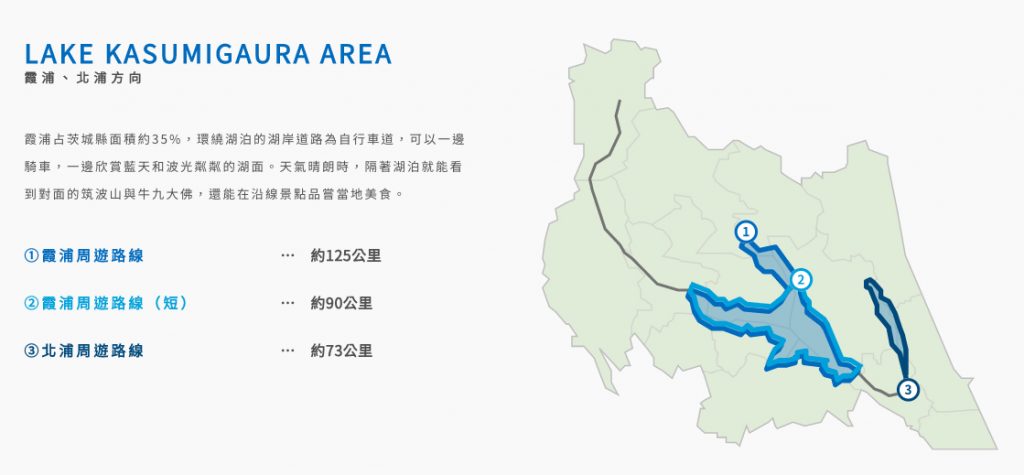 LAKE KASUMIGAURA AREA
霞浦、北浦方向
霞浦占茨城縣面積約35%，環繞湖泊的湖岸道路為自行車道，可以一邊
騎車，一邊欣賞藍天和波光粼粼的湖面。天氣晴朗時，隔著湖泊就能看
到對面的筑波山與牛九大佛，還能在沿線景點品嘗當地美食。
①霞浦周遊路線 … 約125公里
②霞浦周遊路線（短） … 約90公里
③北浦周遊路線 … 約73公里
1
2
3